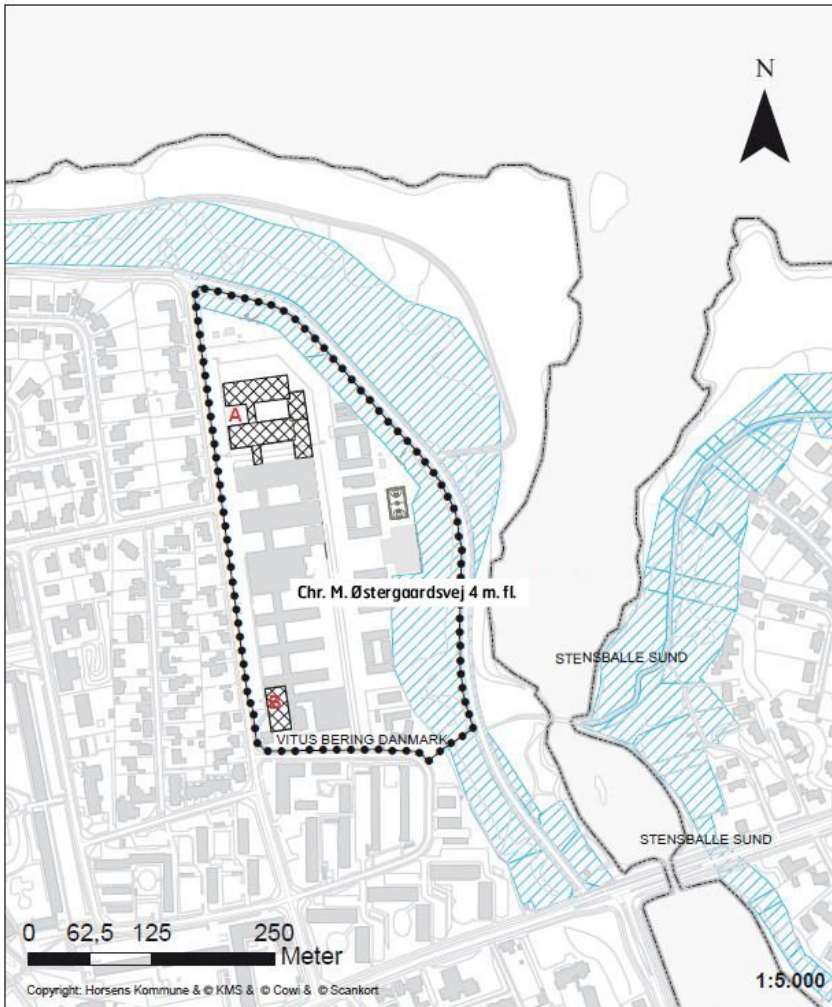 N
A
Chr. M. Østergaardsvej 4 m. fl.
STENSBALLE SUND
B
VITUS BERING DANMARK
STENSBALLE SUND
0 62,5 125 250
Meter
1:5.000
Copyright: Horsens Kommune & © KMS & © Cowi & © Scankort